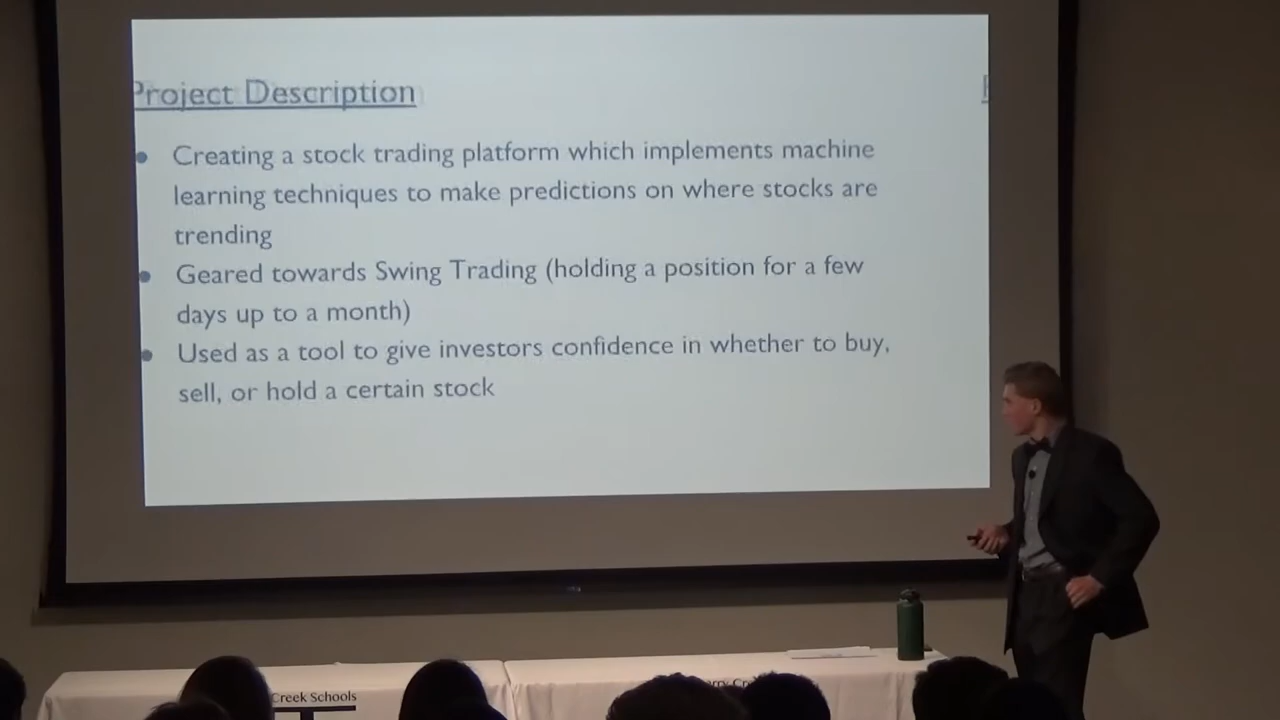 Project Description
Creating a stock trading platform which implements machine
learning techniques to make predictions on where stocks are
trending
Geared towards Swing Trading (holding a position for a few
days up to a month)
Used as a tool to give investors confidence in whether to buy,
sell, or hold a certain stock
Creek Schools